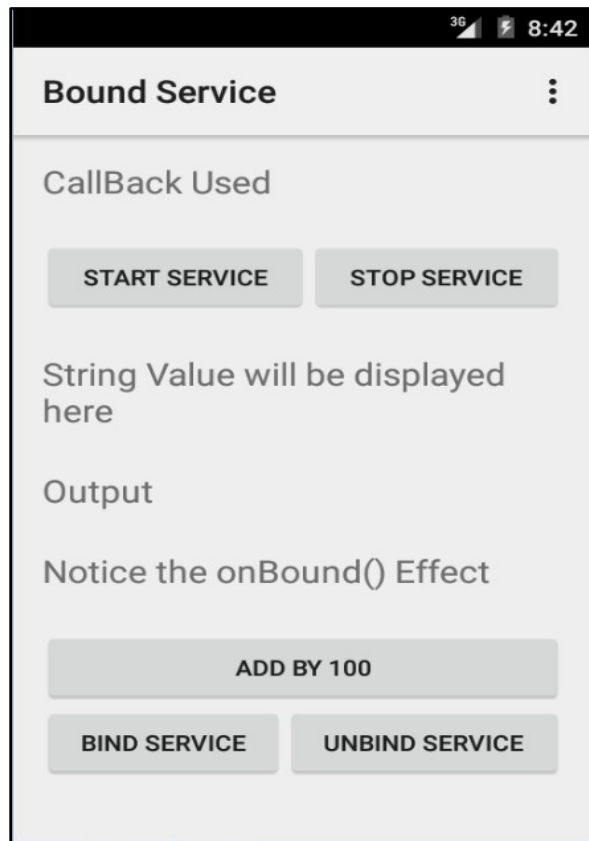 3G 8:42
Bound Service
CallBack Used
START SERVICE STOP SERVICE
String Value will be displayed
here
Output
Notice the onBound() Effect
ADD BY 100
BIND SERVICE UNBIND SERVICE